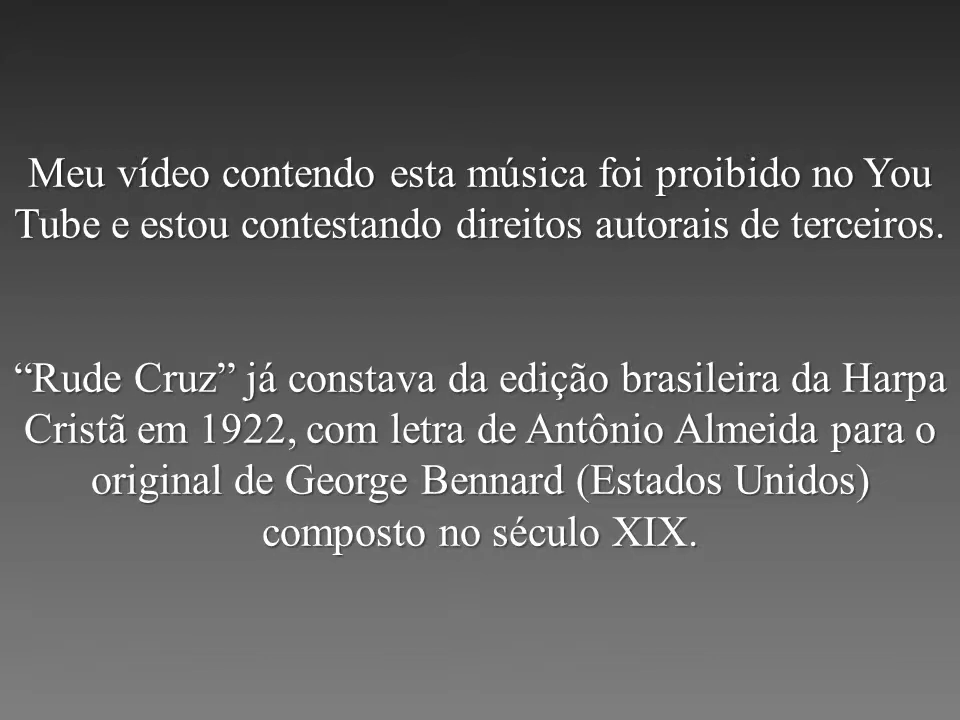 Meu vídeo contendo esta música foi proibido no You
Tube e estou contestando direitos autorais de terceiros.
“Rude Cruz” já constava da edição brasileira da Harpa
Cristã em 1922, com letra de Antônio Almeida para o
original de George Bennard (Estados Unidos)
composto no século XIX.